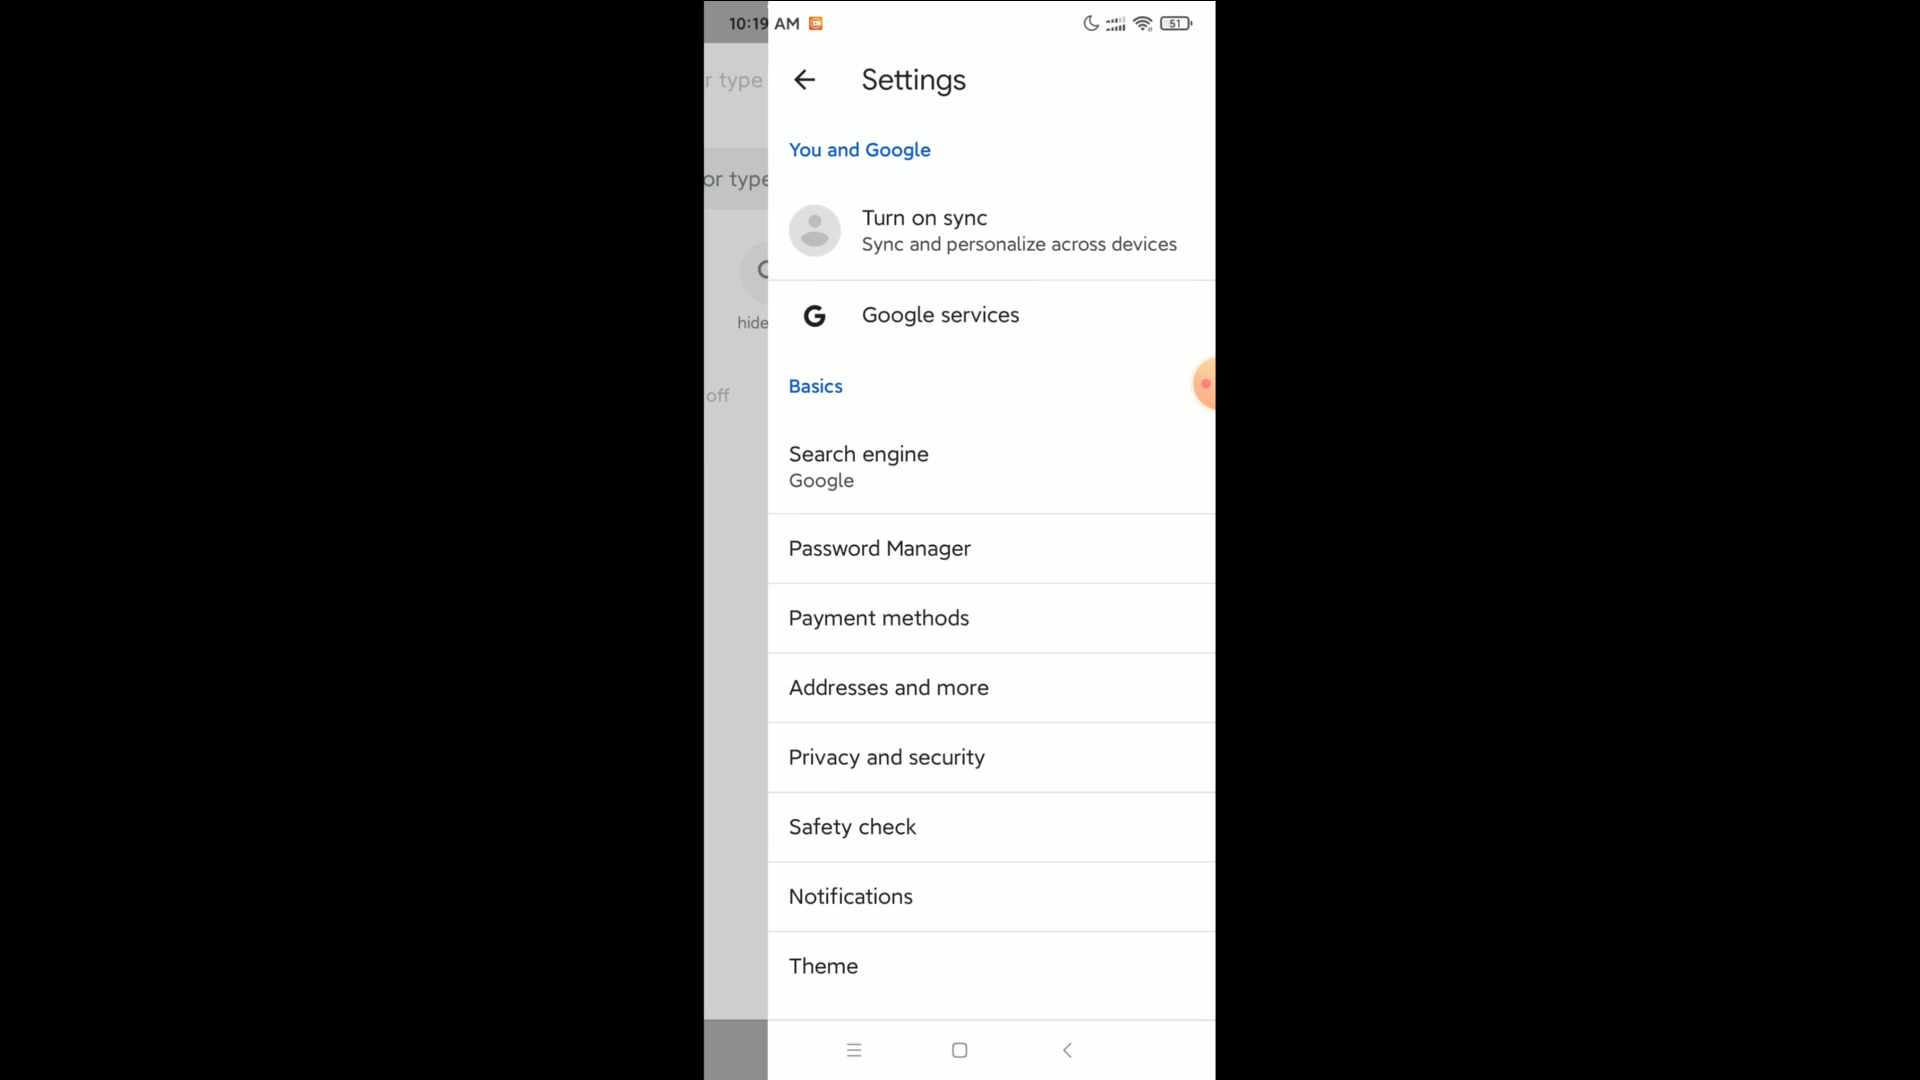 10:19 AM
51
r type
Settings
You and Google
or type
Turn on sync
Sync and personalize across devices
hide
Google services
off
Basics
Search engine
Google
Password Manager
Payment methods
Addresses and more
Privacy and security
Safety check
Notifications
Theme